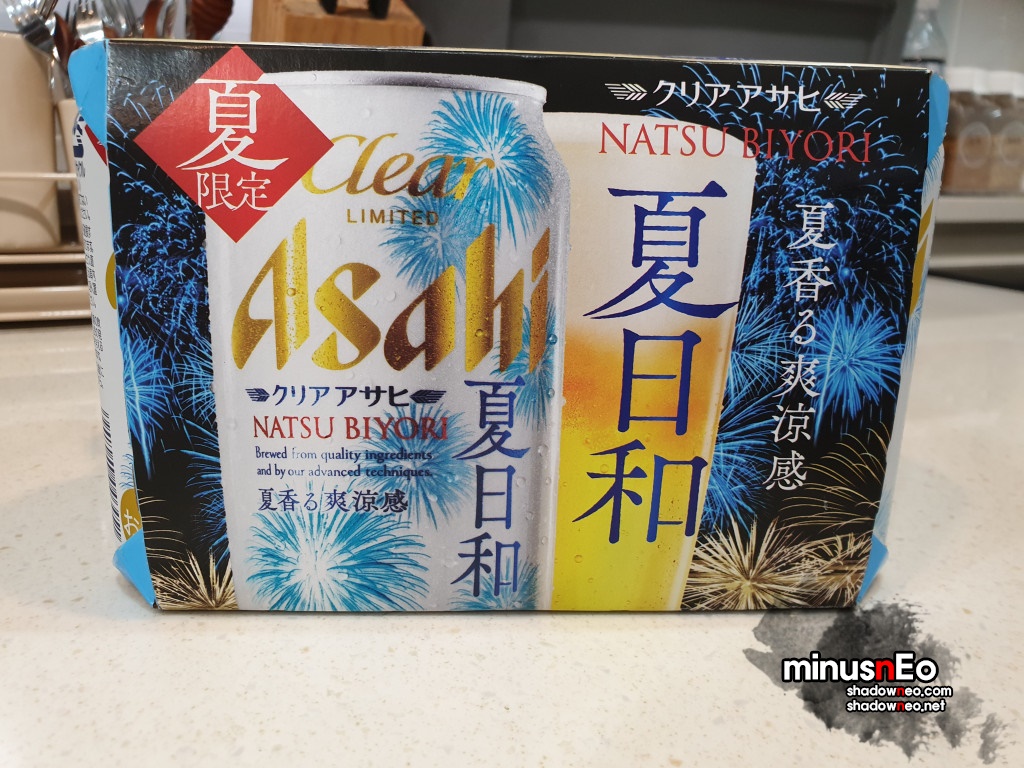 夏
限定
Clear
LIMITED
Asahi
クリア アサヒ
NATSU BIYORI
Brewed from quality ingredients
and by our advanced techniques.
夏香る爽涼感
夏日和
クリア アサヒ
NATSU BIYORI
夏日和
夏香る爽涼感
お
minusnEo
shadowneo.com
shadowneo.net